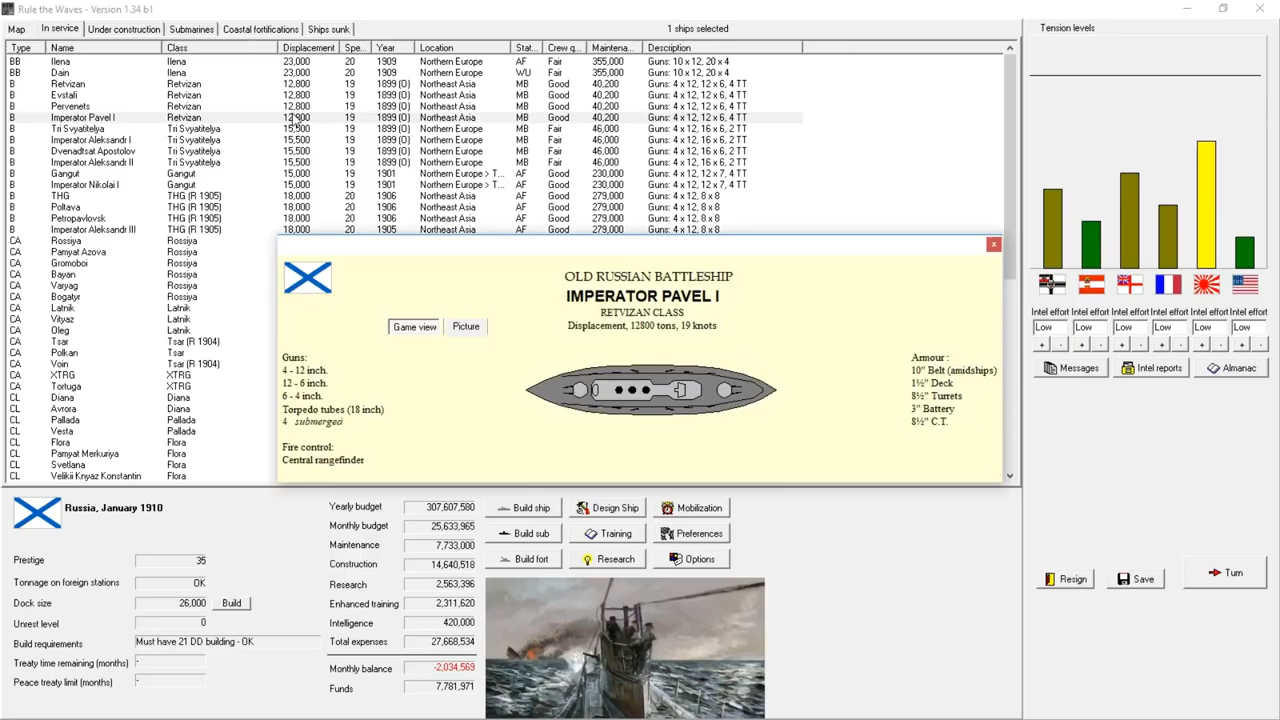 Rule the Waves - Version 1.34 b1
Map In service Under construction Submarines Coastal fortifications Ships sunk 1 ships selected
Type Name Class Displacement Spe... Year Location Stat... Crew q... Maintena... Description
BB Ilena Ilena 23,000 20 1909 Northern Europe AF Fair 355,000 Guns: 10 x 12, 20 x 4
BB Dain Ilena 23,000 20 1909 Northern Europe WU Fair 355,000 Guns: 10 x 12, 20 x 4
B Retvizan Retvizan 12,800 19 1899 (O) Northeast Asia MB Good 40,200 Guns: 4 x 12, 12 x 6, 4 TT
B Evstafi Retvizan 12,800 19 1899 (O) Northeast Asia MB Good 40,200 Guns: 4 x 12, 12 x 6, 4 TT
B Pervenets Retvizan 12,800 19 1899 (O) Northeast Asia MB Good 40,200 Guns: 4 x 12, 12 x 6, 4 TT
B Imperator Pavel I Retvizan 12,800 19 1899 (O) Northeast Asia MB Good 40,200 Guns: 4 x 12, 12 x 6, 4 TT
B Tri Svyatitelya Tri Svyatitelya 15,500 19 1899 (O) Northern Europe MB Fair 46,000 Guns: 4 x 12, 16 x 6, 2 TT
B Imperator Aleksandr I Tri Svyatitelya 15,500 19 1899 (O) Northern Europe MB Fair 46,000 Guns: 4 x 12, 16 x 6, 2 TT
B Dvenadtsat Apostolov Tri Svyatitelya 15,500 19 1899 (O) Northern Europe MB Fair 46,000 Guns: 4 x 12, 16 x 6, 2 TT
B Imperator Aleksandr II Tri Svyatitelya 15,500 19 1899 (O) Northern Europe MB Fair 46,000 Guns: 4 x 12, 16 x 6, 2 TT
B Gangut Gangut 15,000 19 1901 Northern Europe > T... AF Good 230,000 Guns: 4 x 12, 12 x 7, 4 TT
B Imperator Nikolai I Gangut 15,000 19 1901 Northern Europe > T... AF Good 230,000 Guns: 4 x 12, 12 x 7, 4 TT
B THG THG (R 1905) 18,000 20 1906 Northeast Asia AF Good 279,000 Guns: 4 x 12, 8 x 8
B Poltava THG (R 1905) 18,000 20 1906 Northeast Asia AF Good 279,000 Guns: 4 x 12, 8 x 8
B Petropavlovsk THG (R 1905) 18,000 20 1906 Northeast Asia AF Good 279,000 Guns: 4 x 12, 8 x 8
B Imperator Aleksandr III THG (R 1905) 18,000 20 1905 Northeast Asia AF Good 279,000 Guns: 4 x 12, 8 x 8
CA Rossiya Rossiya
CA Pamyat Azova Rossiya
CA Gromoboi Rossiya
CA Bayan Rossiya
CA Varyag Rossiya
CA Bogatyr Rossiya
CA Latnik Latnik
CA Vityaz Latnik
CA Oleg Latnik
CA Tsar Tsar (R 1904)
CA Polkan Tsar
CA Voin Tsar (R 1904)
CA XTRG XTRG
CA Tortuga XTRG
CL Diana Diana
CL Avrora Diana
CL Pallada Pallada
CL Vesta Pallada
CL Flora Flora
CL Pamyat Merkuriya Flora
CL Svetlana Flora
CL Velikii Knyaz Konstantin Flora
OLD RUSSIAN BATTLESHIP
IMPERATOR PAVEL I
RETVIZAN CLASS
Displacement, 12800 tons, 19 knots
Game view Picture
Guns:
4 - 12 inch.
12 - 6 inch.
6 - 4 inch.
Torpedo tubes (18 inch)
4 submerged
Fire control:
Central rangefinder
Armour :
10" Belt (amidships)
1½" Deck
8½" Turrets
3" Battery
8½" C.T.
Tension levels
Intel effort Intel effort Intel effort Intel effort Intel effort Intel effort
Low Low Low Low Low Low
+ - + - + - + - + - + -
Messages Intel reports Almanac
Russia, January 1910
Prestige 35
Tonnage on foreign stations OK
Dock size 26,000 Build
Unrest level 0
Build requirements Must have 21 DD building - OK
Treaty time remaining (months) -
Peace treaty limit (months) -
Yearly budget 307,607,580
Monthly budget 25,633,965
Maintenance 7,733,000
Construction 14,640,518
Research 2,563,396
Enhanced training 2,311,620
Intelligence 420,000
Total expenses 27,668,534
Monthly balance -2,034,569
Funds 7,781,971
Build ship Design Ship Mobilization
Build sub Training Preferences
Build fort Research Options
Resign Save Turn